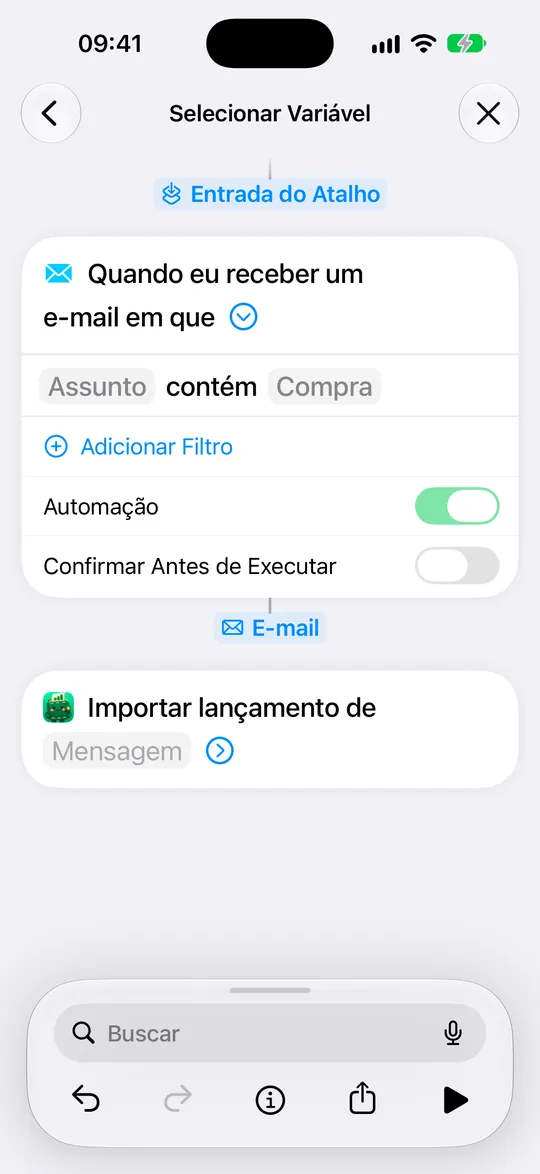 09:41
Selecionar Variável
Entrada do Atalho
Quando eu receber um
e-mail em que
Assunto contém Compra
Adicionar Filtro
Automação
Confirmar Antes de Executar
E-mail
Importar lançamento de
Mensagem
Buscar